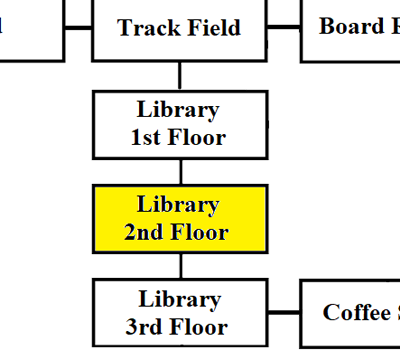 Track Field
Board
Library
1st Floor
Library
2nd Floor
Library
3rd Floor
Coffee